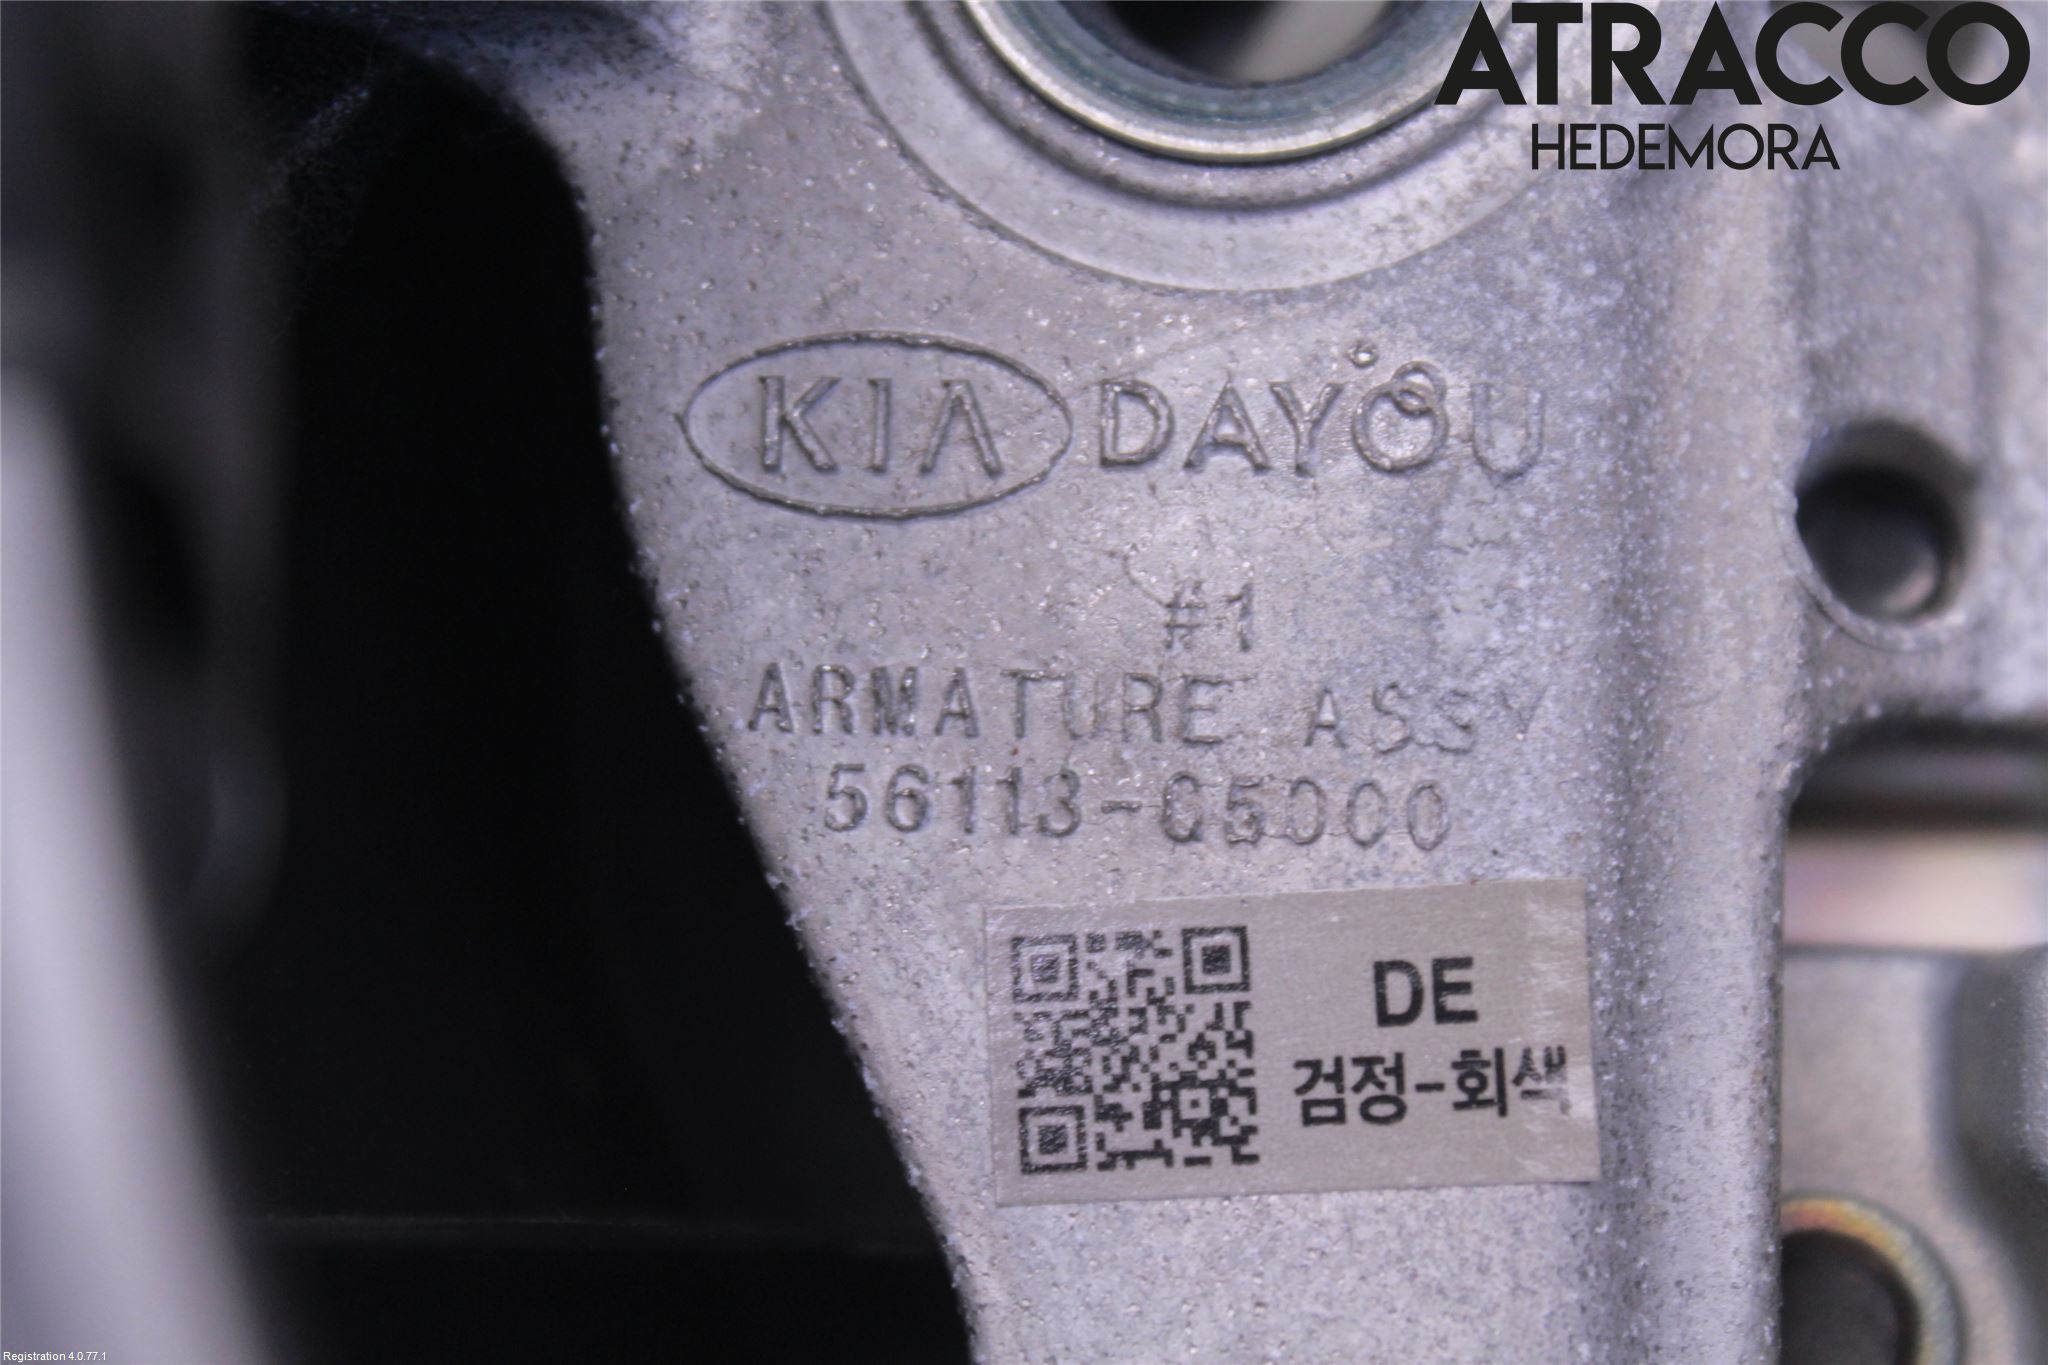 ATRACCO
HEDEMORA
KIA DAYOU
#1
ARMATURE ASSY
56113-C5000
DE
검정-회색
Registration 4.0.77.1